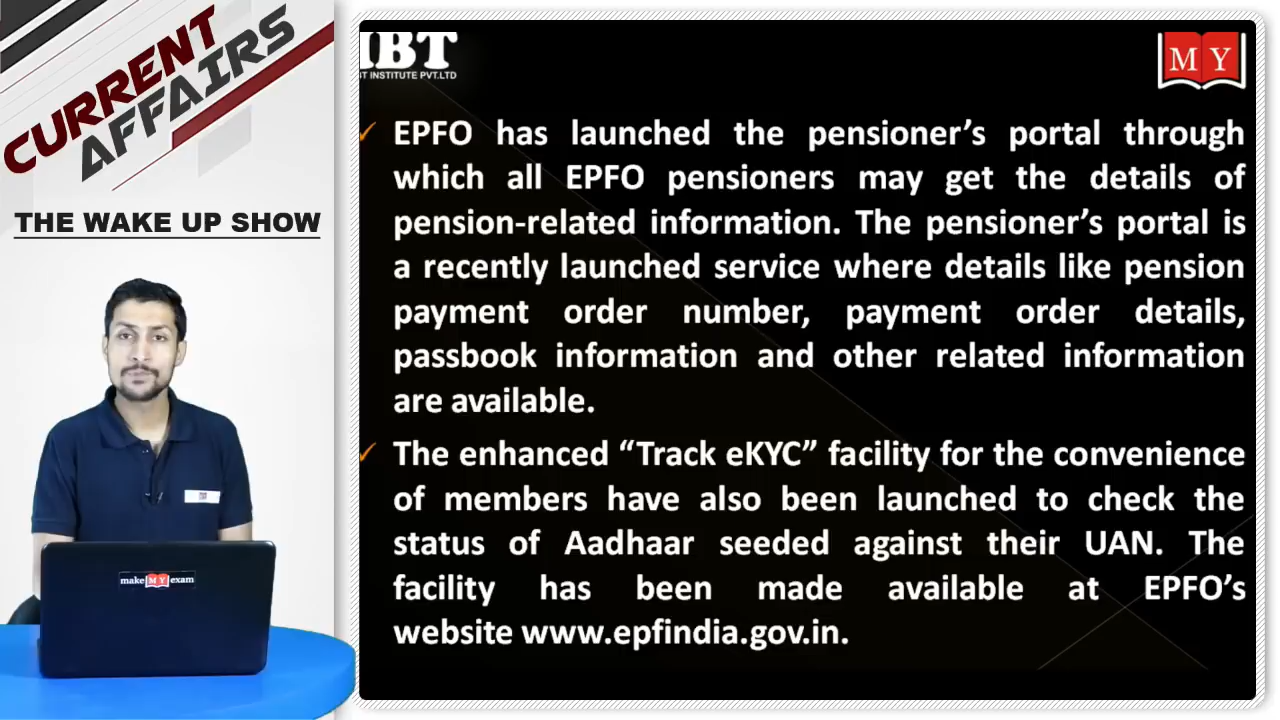 CURRENT
AFFAIRS
THE WAKE UP SHOW
make MY exam
IBT
BT INSTITUTE PVT.LTD
M Y
✓ EPFO has launched the pensioner’s portal through
which all EPFO pensioners may get the details of
pension-related information. The pensioner’s portal is
a recently launched service where details like pension
payment order number, payment order details,
passbook information and other related information
are available.
✓ The enhanced “Track eKYC” facility for the convenience
of members have also been launched to check the
status of Aadhaar seeded against their UAN. The
facility has been made available at EPFO’s
website www.epfindia.gov.in.